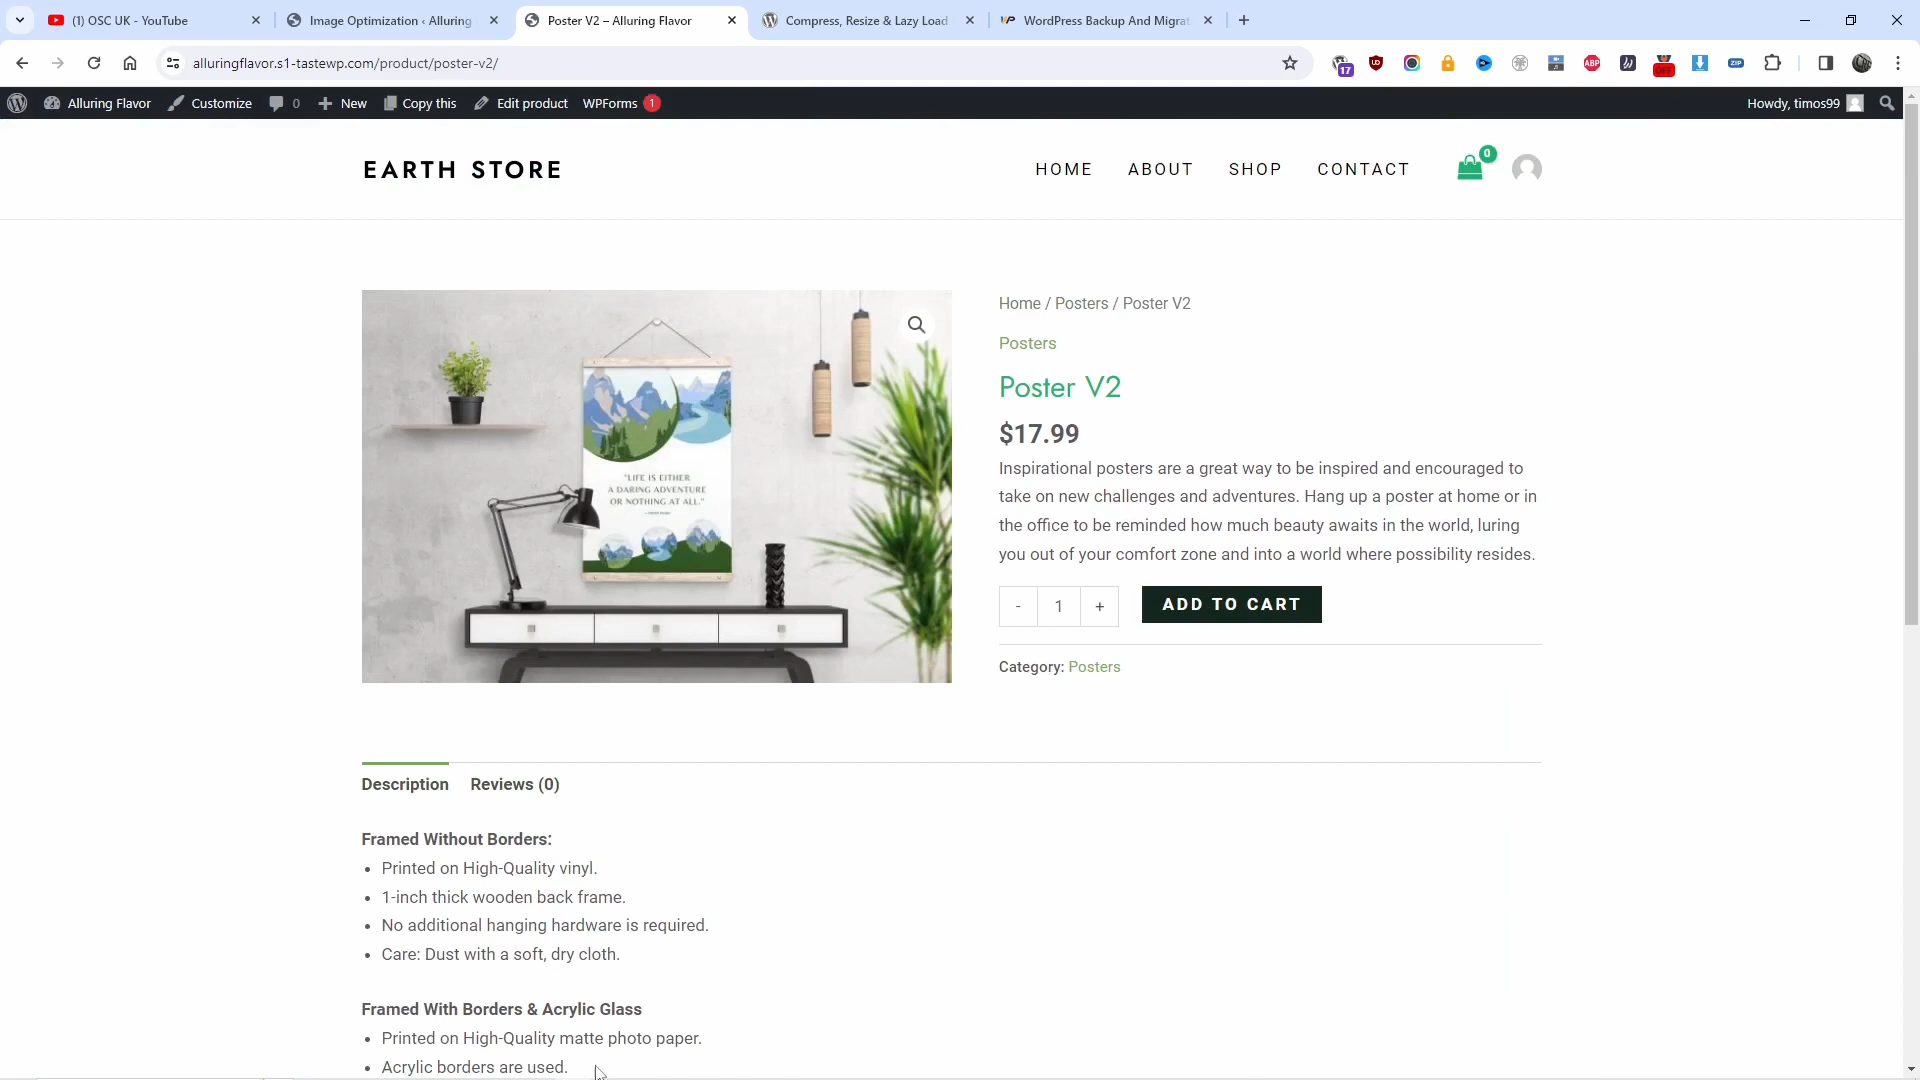 (1) OSC UK - YouTube
Image Optimization ‹ Alluring
Poster V2 – Alluring Flavor
Compress, Resize & Lazy Load
WordPress Backup And Migrat
alluringflavor.s1-tastewp.com/product/poster-v2/
17
ABP
OFF
ZIP
Alluring Flavor
Customize
0
New
Copy this
Edit product
WPForms 1
Howdy, timos99
EARTH STORE
HOME
ABOUT
SHOP
CONTACT
0
Home / Posters / Poster V2
Posters
Poster V2
$17.99
Inspirational posters are a great way to be inspired and encouraged to
take on new challenges and adventures. Hang up a poster at home or in
the office to be reminded how much beauty awaits in the world, luring
you out of your comfort zone and into a world where possibility resides.
- 1 +
ADD TO CART
Category: Posters
"LIFE IS EITHER
A DARING ADVENTURE
OR NOTHING AT ALL."
Description
Reviews (0)
Framed Without Borders:
• Printed on High-Quality vinyl.
• 1-inch thick wooden back frame.
• No additional hanging hardware is required.
• Care: Dust with a soft, dry cloth.
Framed With Borders & Acrylic Glass
• Printed on High-Quality matte photo paper.
• Acrylic borders are used.